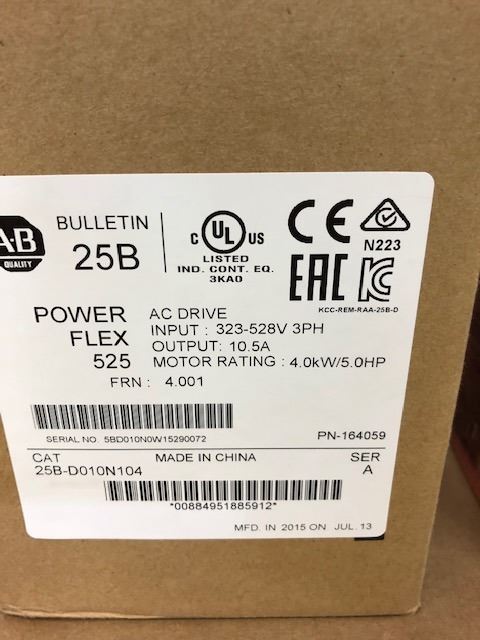 A-B
QUALITY
BULLETIN
25B
C UL US
LISTED
IND. CONT. EQ.
3KA0
CE
N223
EAC
KCC-REM-RAA-25B-D
POWER
FLEX
525
AC DRIVE
INPUT : 323-528V 3PH
OUTPUT: 10.5A
MOTOR RATING : 4.0kW/5.0HP
FRN : 4.001
SERIAL NO. 5BD010N0W15290072
PN-164059
CAT
MADE IN CHINA
SER
25B-D010N104
A
*00884951885912*
MFD. IN 2015 ON JUL. 13